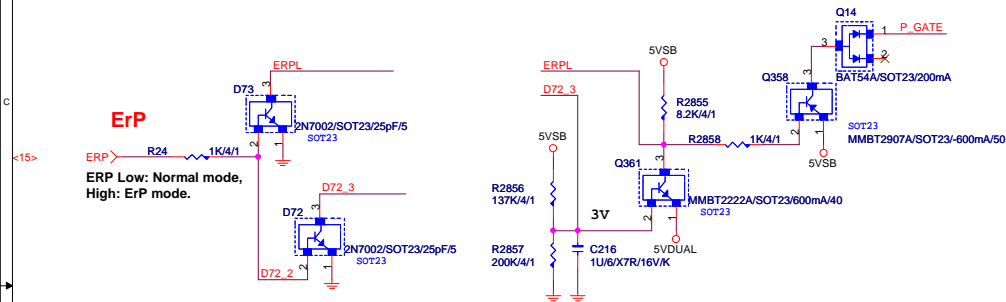 Q14
P_GATE
1
3
2
BAT54A/SOT23/200mA
5VSB
ERPL
D72_3
R2855
8.2K/4/1
Q358
3
2
1
SOT23
MMBT2907A/SOT23/-600mA/50
5VSB
R2858
1K/4/1
5VSB
R2856
137K/4/1
Q361
3
2
1
MMBT2222A/SOT23/600mA/40
SOT23
3V
5VDUAL
R2857
200K/4/1
C216
1U/6/X7R/16V/K
C
ERPL
D73
3
2
1
2N7002/SOT23/25pF/5
SOT23
ErP
<15>
ERP
R24
1K/4/1
ERP Low: Normal mode,
High: ErP mode.
D72_3
D72
3
2
1
2N7002/SOT23/25pF/5
SOT23
D72_2